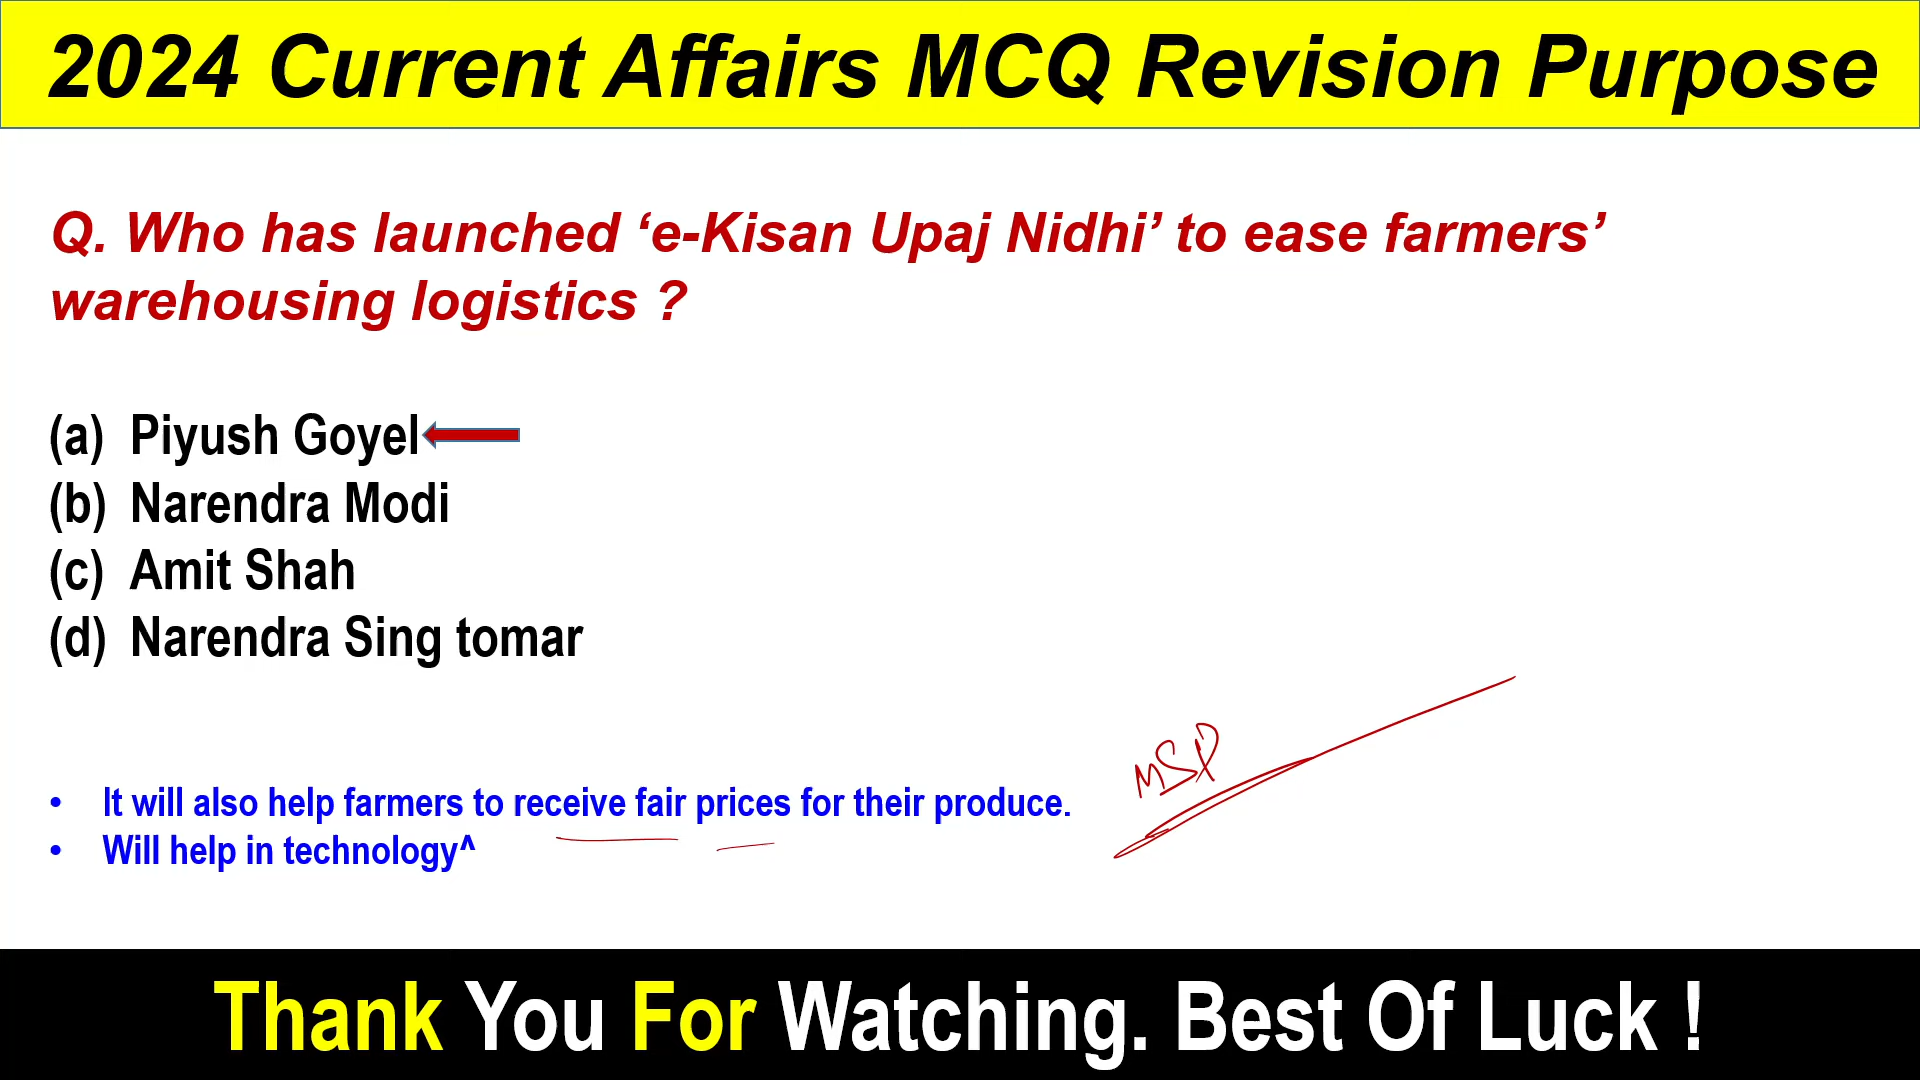 2024 Current Affairs MCQ Revision Purpose
Q. Who has launched ‘e-Kisan Upaj Nidhi’ to ease farmers’
warehousing logistics ?
(a) Piyush Goyel
(b) Narendra Modi
(c) Amit Shah
(d) Narendra Sing tomar
MSP
• It will also help farmers to receive fair prices for their produce.
• Will help in technology^
Thank You For Watching. Best Of Luck !